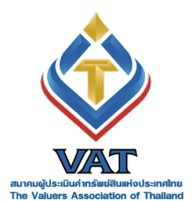 T
VAT
สมาคมผู้ประเมินค่าทรัพย์สินแห่งประเทศไทย
The Valuers Association of Thailand